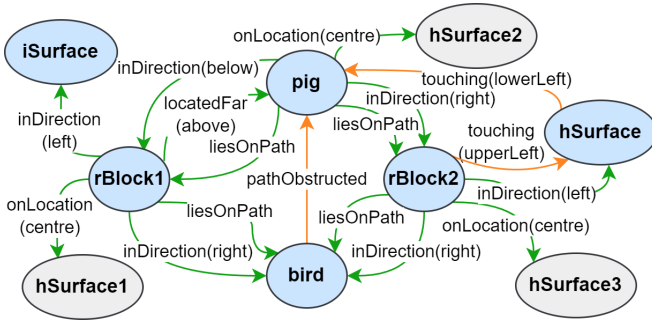 onLocation(centre)
hSurface2
iSurface
inDirection(below)
pig
touching(lowerLeft)
inDirection
(left)
locatedFar
(above)
inDirection(right)
hSurface
liesOnPath
liesOnPath
touching
(upperLeft)
rBlock1
pathObstructed
rBlock2
onLocation
(centre)
liesOnPath
liesOnPath
inDirection(left)
onLocation(centre)
inDirection(right)
inDirection(right)
hSurface1
bird
hSurface3